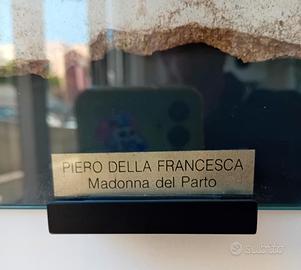 PIERO DELLA FRANCESCA
Madonna del Parto
subito